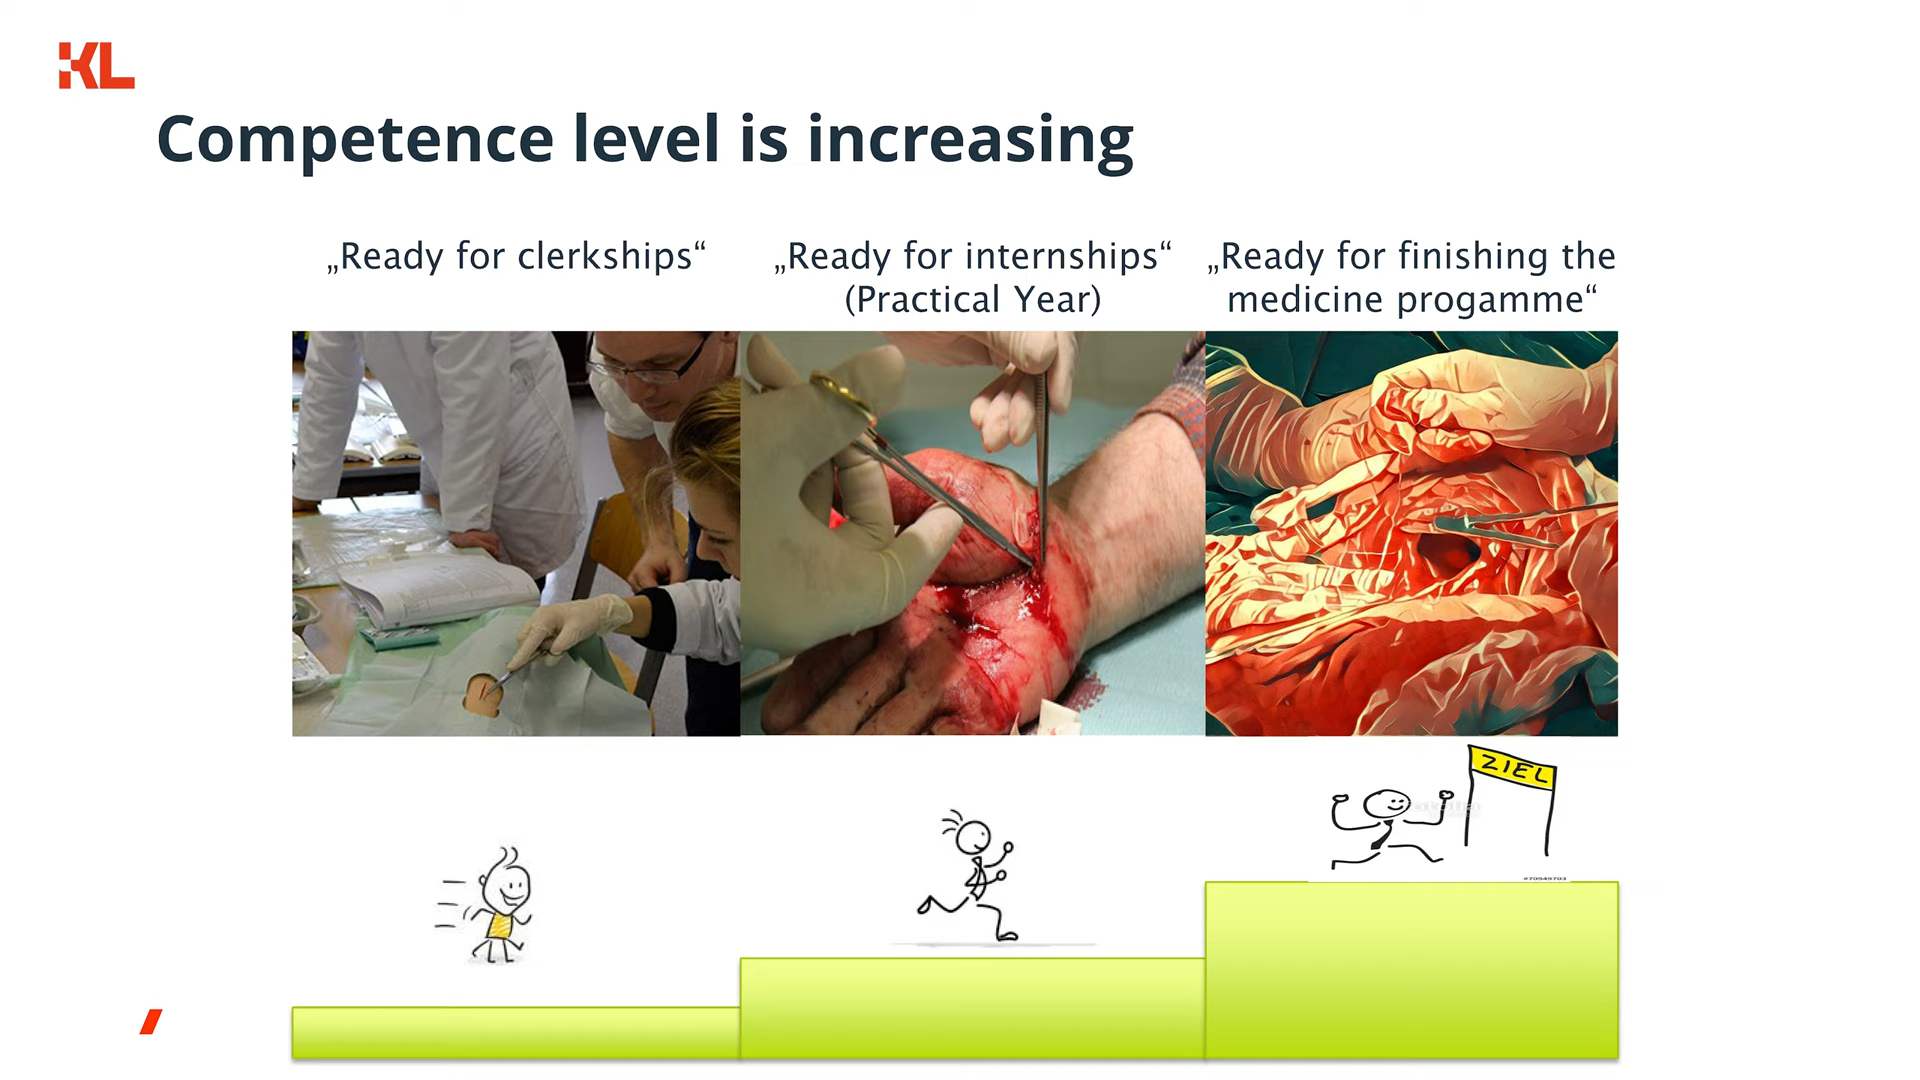 KL
Competence level is increasing
„Ready for clerkships“
„Ready for internships“
(Practical Year)
„Ready for finishing the
medicine progamme“
ZIEL
#70949703